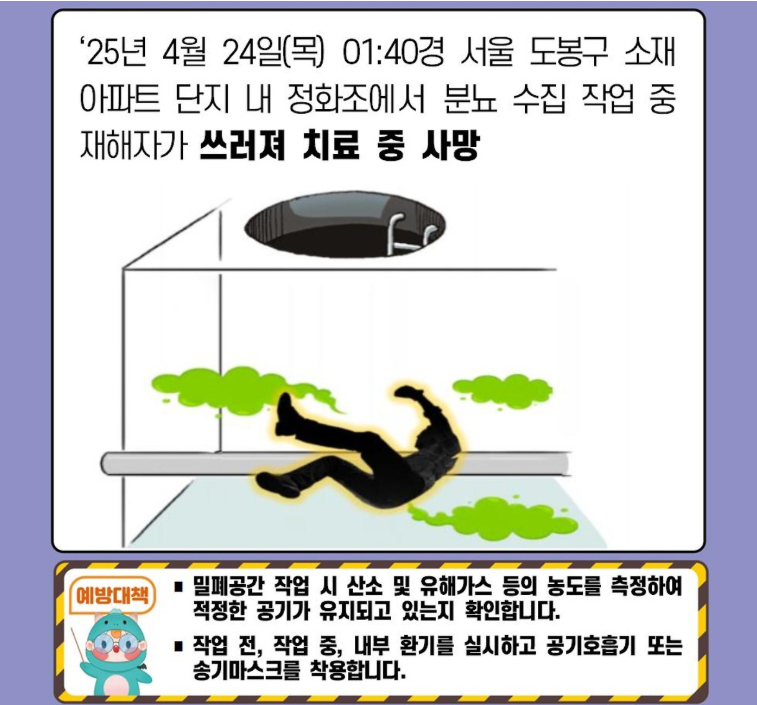 ‘25년 4월 24일(목) 01:40경 서울 도봉구 소재
아파트 단지 내 정화조에서 분뇨 수집 작업 중
재해자가 쓰러져 치료 중 사망
예방대책
▪ 밀폐공간 작업 시 산소 및 유해가스 등의 농도를 측정하여
적정한 공기가 유지되고 있는지 확인합니다.
▪ 작업 전, 작업 중, 내부 환기를 실시하고 공기호흡기 또는
송기마스크를 착용합니다.